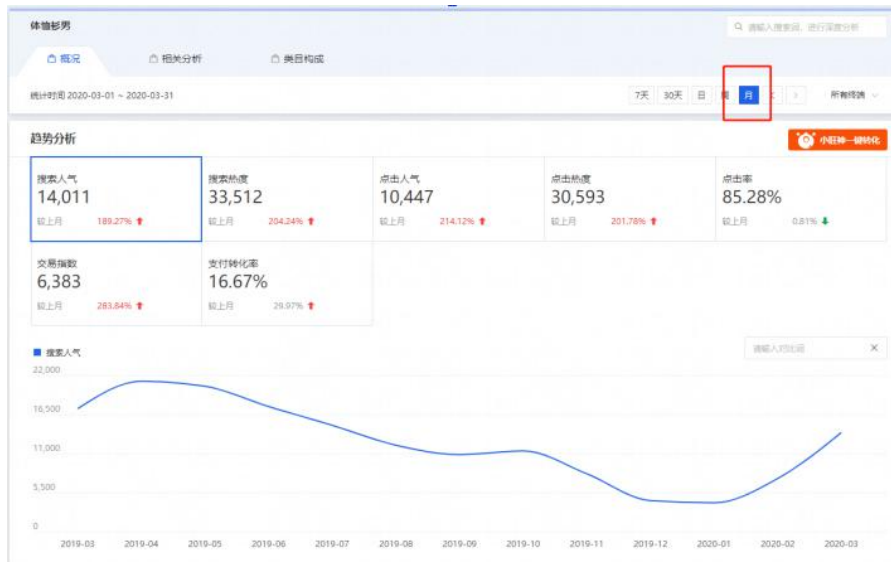 体恤衫男
请输入搜索词，进行深度分析
概况
相关分析
类目构成
统计时间 2020-03-01 ~ 2020-03-31
7天 30天 日 周 月 所有终端
趋势分析
小旺神一键转化
搜索人气 搜索热度 点击人气 点击热度 点击率
14,011 33,512 10,447 30,593 85.28%
较上月 189.27% 较上月 204.24% 较上月 214.12% 较上月 201.78% 较上月 0.81%
交易指数 支付转化率
6,383 16.67%
较上月 283.64% 较上月 29.97%
搜索人气
请输入对比词
22,000
16,500
11,000
5,500
0
2019-03 2019-04 2019-05 2019-06 2019-07 2019-08 2019-09 2019-10 2019-11 2019-12 2020-01 2020-02 2020-03